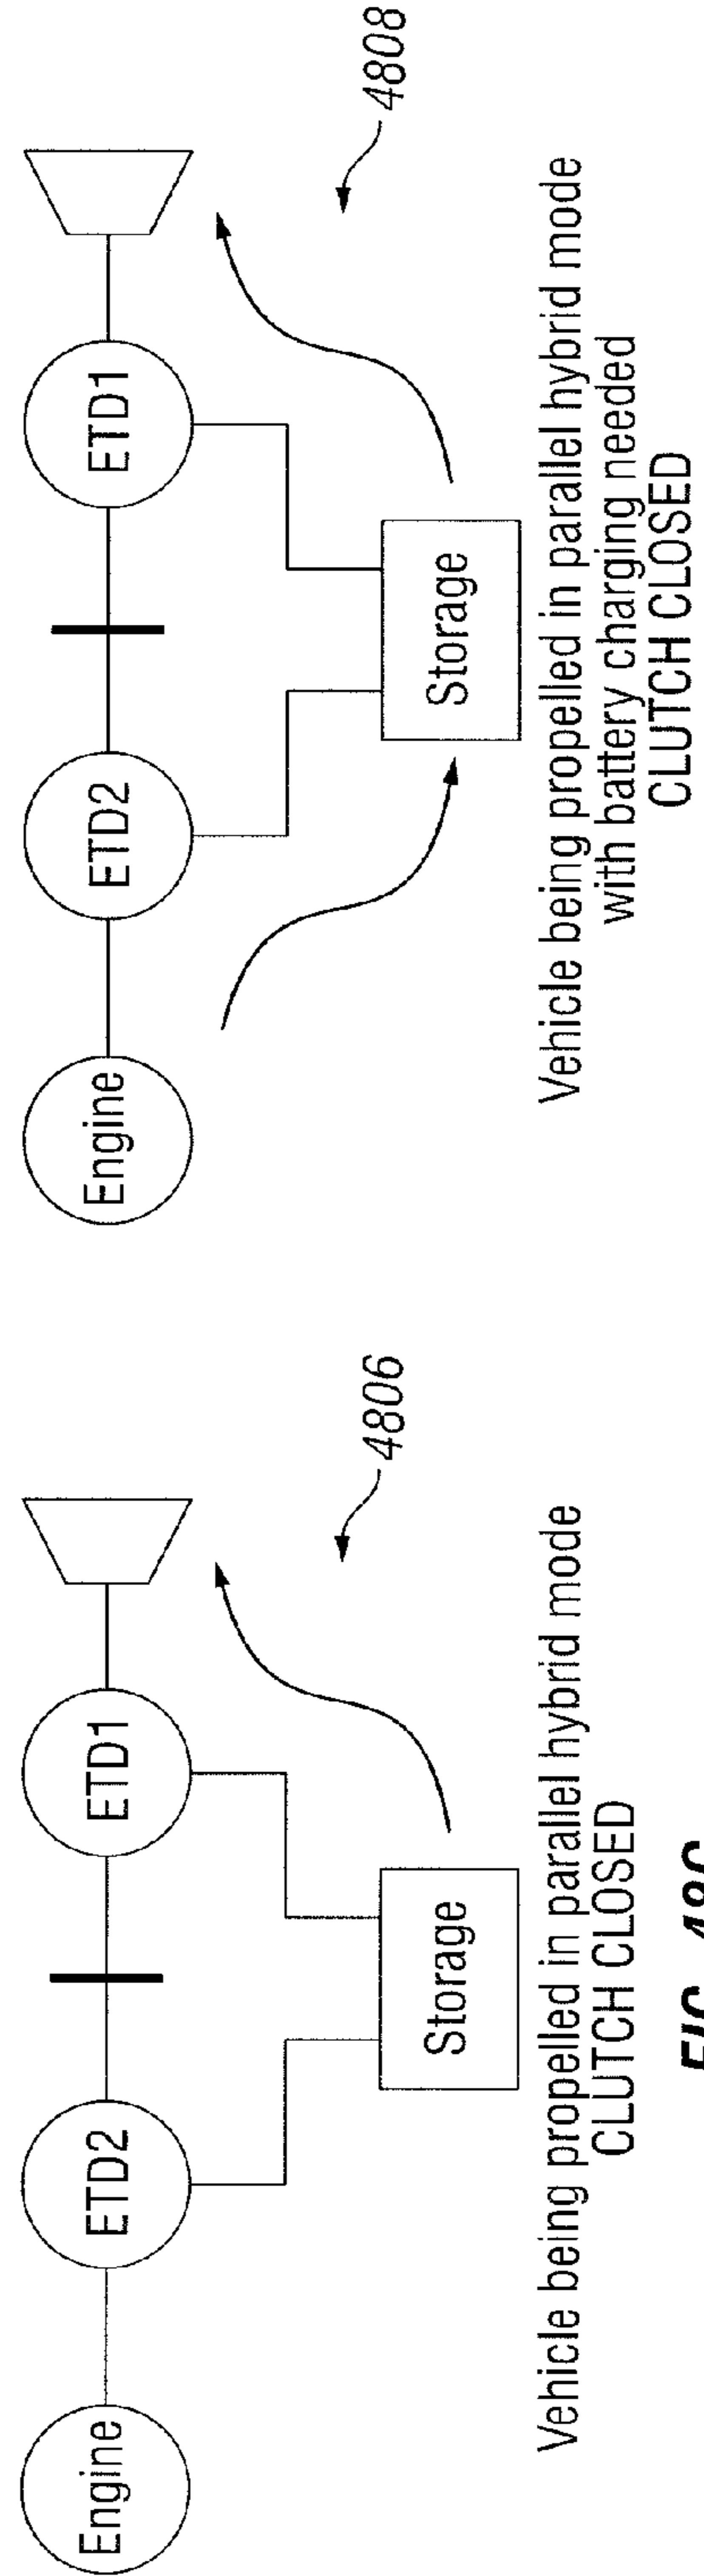 Engine
ETD2
ETD1
Storage
4806
Vehicle being propelled in parallel hybrid mode
CLUTCH CLOSED
Engine
ETD2
ETD1
Storage
4808
Vehicle being propelled in parallel hybrid mode
with battery charging needed
CLUTCH CLOSED